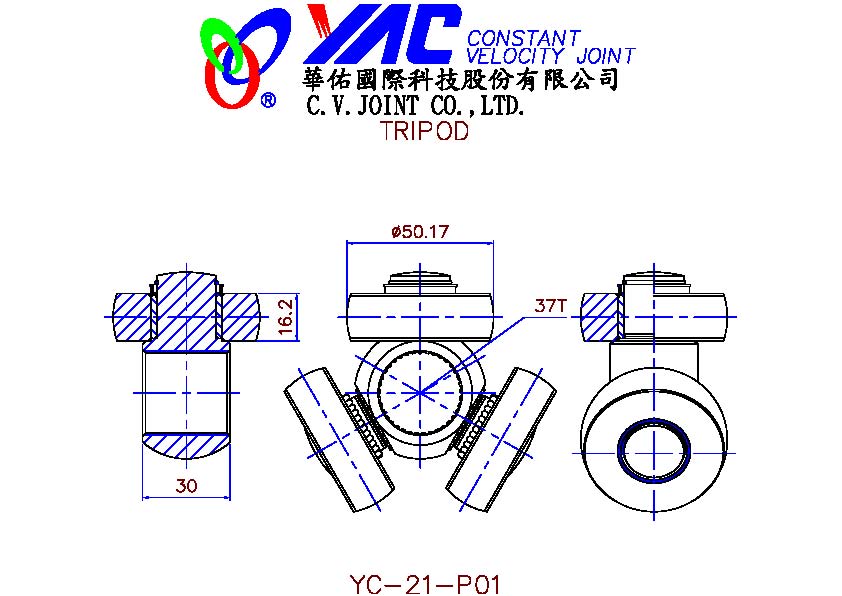 YAC CONSTANT
VELOCITY JOINT
華佑國際科技股份有限公司
® C.V.JOINT CO.,LTD.
TRIPOD
ø50.17
16.2
37T
30
YC-21-P01